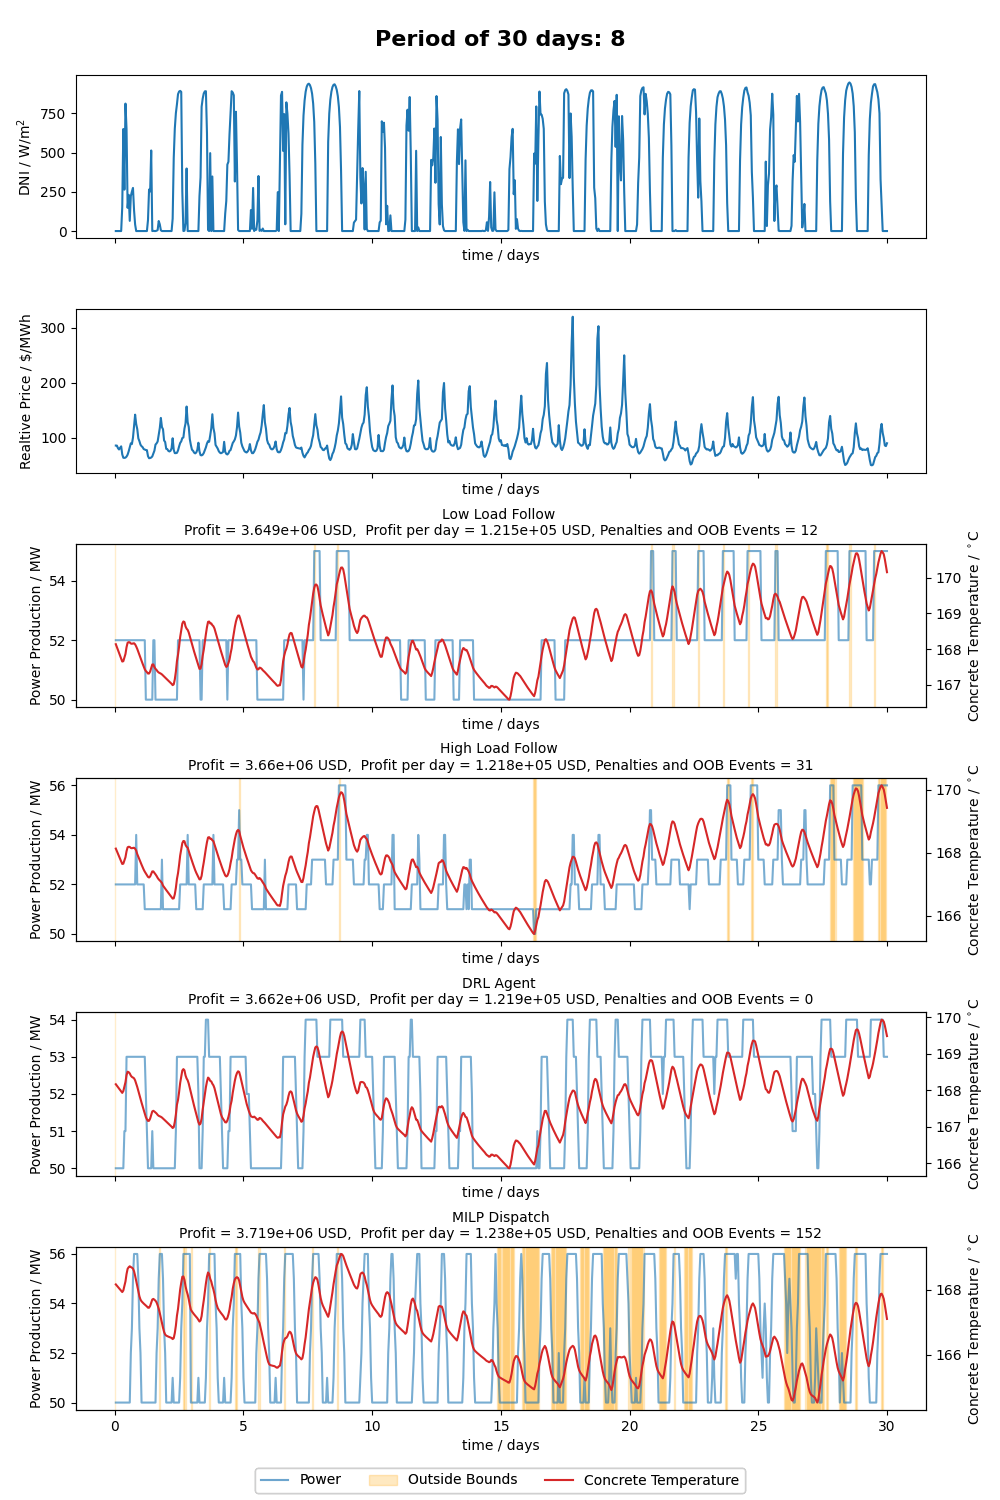 Period of 30 days: 8
750
500
250
0
DNI / W/m²
time / days
300
200
100
Realtive Price / $/MWh
time / days
Low Load Follow
Profit = 3.649e+06 USD,  Profit per day = 1.215e+05 USD, Penalties and OOB Events = 12
54
52
50
Power Production / MW
170
169
168
167
Concrete Temperature / °C
time / days
High Load Follow
Profit = 3.66e+06 USD,  Profit per day = 1.218e+05 USD, Penalties and OOB Events = 31
56
54
52
50
Power Production / MW
170
168
166
Concrete Temperature / °C
time / days
DRL Agent
Profit = 3.662e+06 USD,  Profit per day = 1.219e+05 USD, Penalties and OOB Events = 0
54
53
52
51
50
Power Production / MW
170
169
168
167
166
Concrete Temperature / °C
time / days
MILP Dispatch
Profit = 3.719e+06 USD,  Profit per day = 1.238e+05 USD, Penalties and OOB Events = 152
56
54
52
50
Power Production / MW
168
166
Concrete Temperature / °C
0 5 10 15 20 25 30
time / days
Power Outside Bounds Concrete Temperature